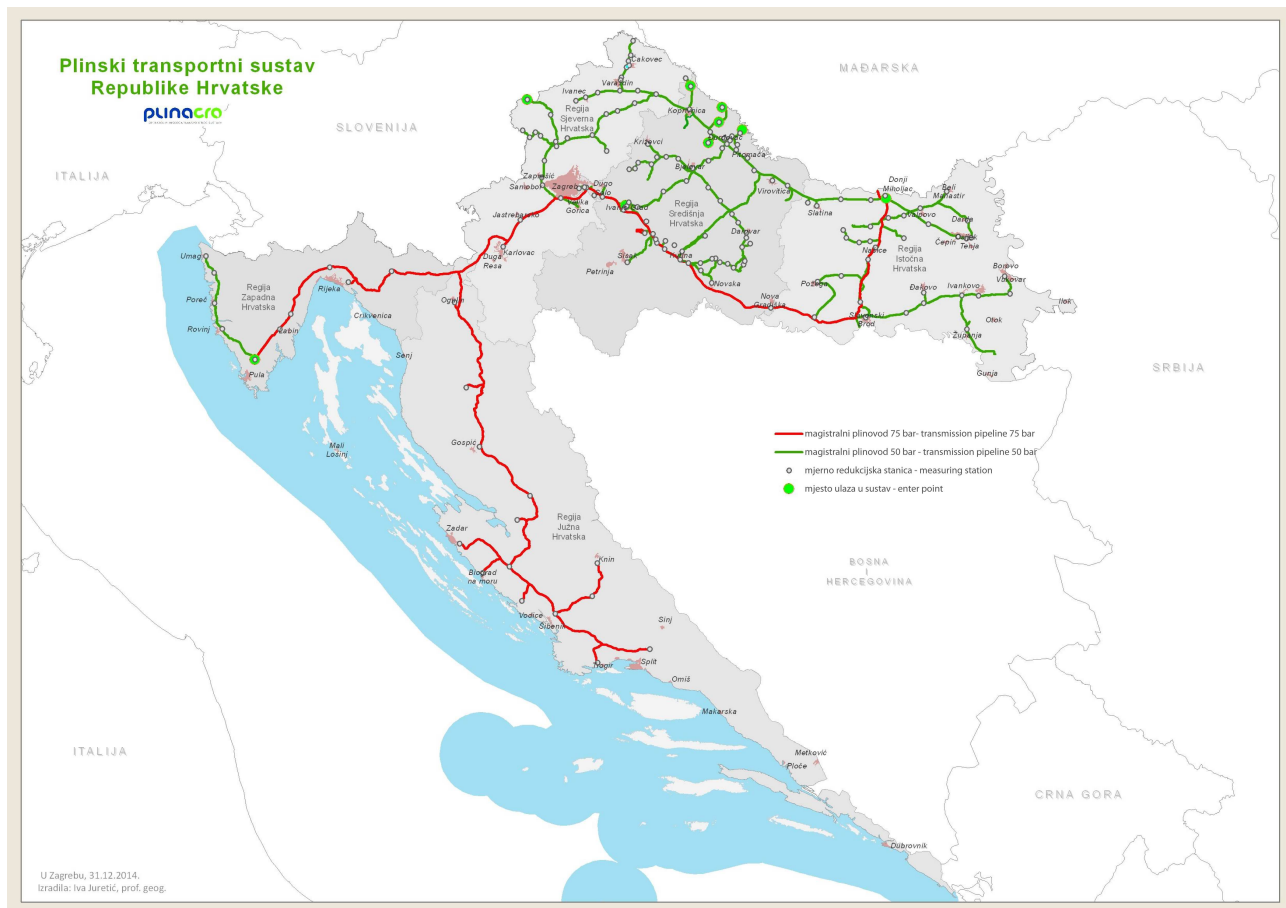 Plinski transportni sustav
Republike Hrvatske
plinacro
MAĐARSKA
SLOVENIJA
ITALIJA
Čakovec
Varaždin
Ivanec
Regija
Sjeverna
Hrvatska
Koprivnica
Križevci
Pitomača
Bjelovar
Virovitica
Zaprešić
Samobor
Zagreb
Dugo
Selo
Velika
Gorica
Ivanić Grad
Jastrebarsko
Karlovac
Duga
Resa
Regija
Središnja
Hrvatska
Daruvar
Sisak
Petrinja
Kutina
Novska
Nova
Gradiška
Slatina
Donji
Miholjac
Beli
Manastir
Valpovo
Darda
Osijek
Čepin
Tenja
Našice
Regija
Istočna
Hrvatska
Požega
Đakovo
Ivankovo
Borovo
Vukovar
Ilok
Slavonski
Brod
Otok
Županja
Gunja
SRBIJA
Umag
Poreč
Rovinj
Regija
Zapadna
Hrvatska
Labin
Pula
Rijeka
Crikvenica
Ogulin
Senj
Mali
Lošinj
Gospić
magistralni plinovod 75 bar- transmission pipeline 75 bar
magistralni plinovod 50 bar - transmission pipeline 50 bar
mjerno redukcijska stanica - measuring station
mjesto ulaza u sustav - enter point
Zadar
Biograd
na moru
Regija
Južna
Hrvatska
Knin
Vodice
Šibenik
Sinj
Trogir
Split
Omiš
Makarska
BOSNA
I
HERCEGOVINA
Metković
Ploče
Dubrovnik
CRNA GORA
ITALIJA
U Zagrebu, 31.12.2014.
Izradila: Iva Juretić, prof. geog.